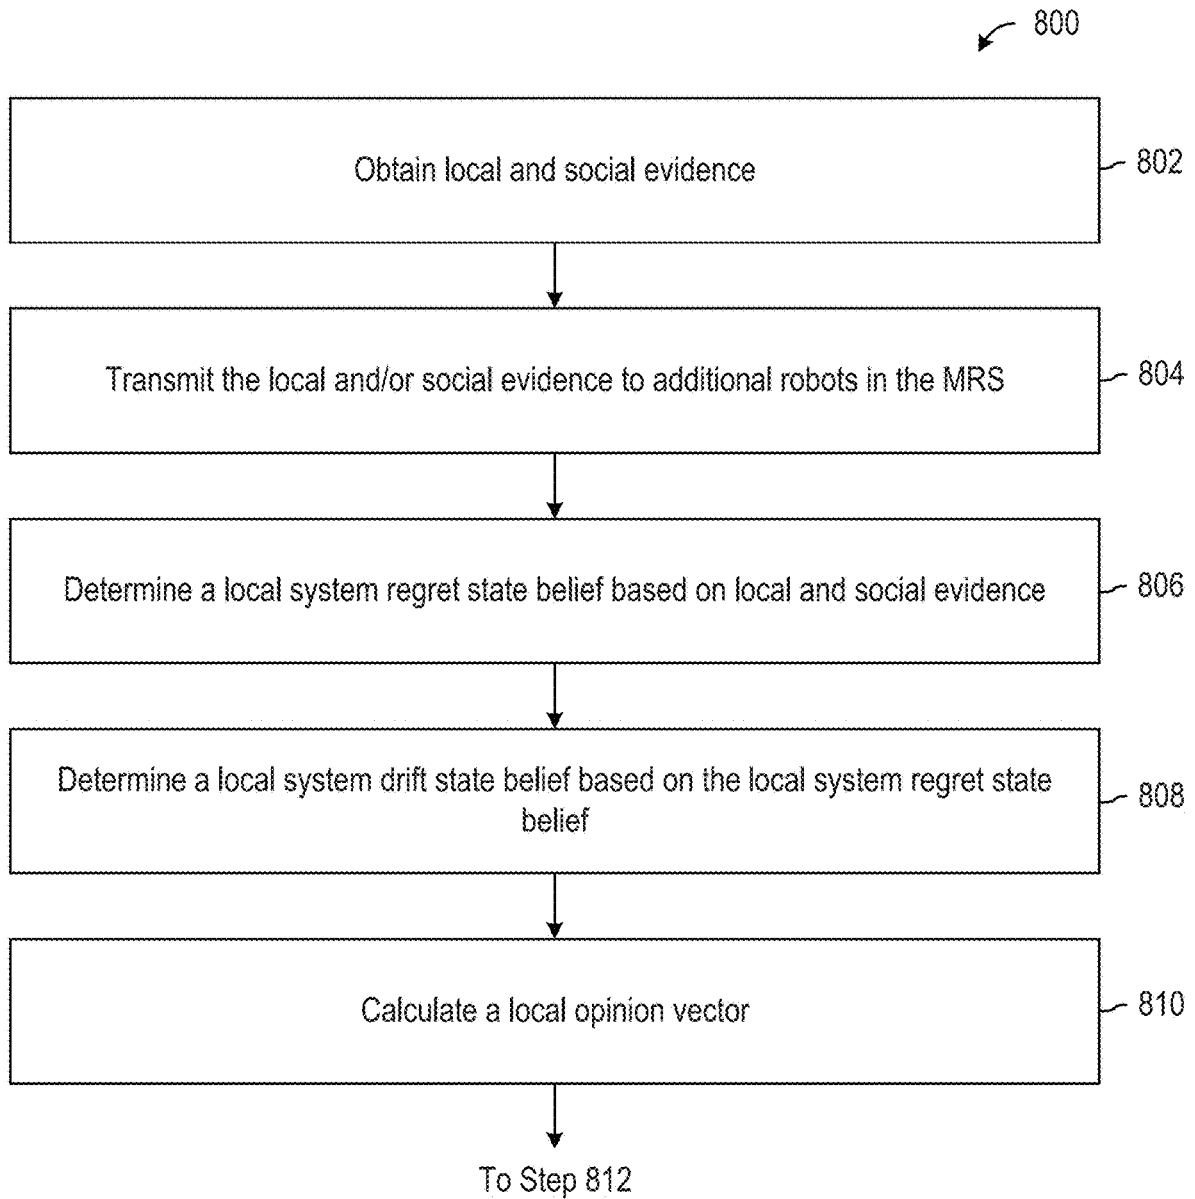 800
Obtain local and social evidence
802
Transmit the local and/or social evidence to additional robots in the MRS
804
Determine a local system regret state belief based on local and social evidence
806
Determine a local system drift state belief based on the local system regret state
belief
808
Calculate a local opinion vector
810
To Step 812